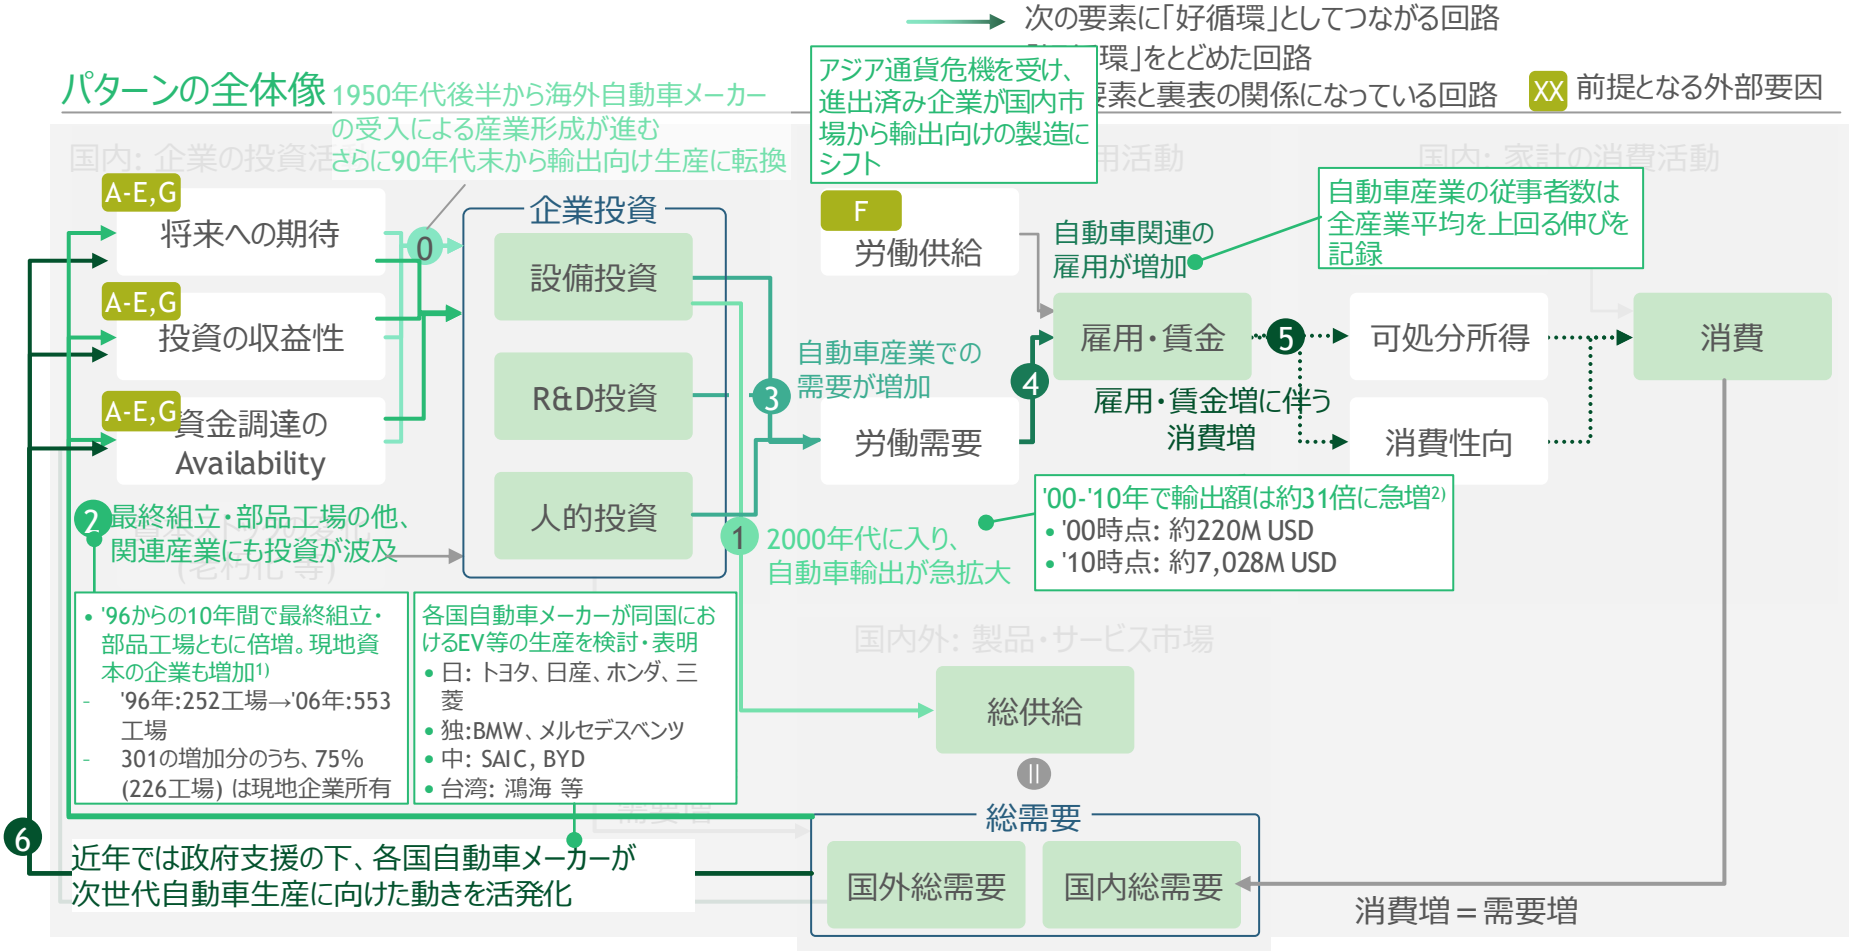 次の要素に「好循環」としてつながる回路
環」をとどめた回路
要素と裏表の関係になっている回路
XX 前提となる外部要因
パターンの全体像
1950年代後半から海外自動車メーカー
の受入による産業形成が進む
さらに90年代末から輸出向け生産に転換
アジア通貨危機を受け、
進出済み企業が国内市
場から輸出向けの製造に
シフト
国内: 企業の投資活
用活動
国内: 家計の消費活動
A-E,G
将来への期待
A-E,G
投資の収益性
A-E,G
資金調達の
Availability
0
企業投資
設備投資
R&D投資
人的投資
F
労働供給
自動車関連の
雇用が増加
自動車産業の従事者数は
全産業平均を上回る伸びを
記録
自動車産業での
需要が増加
3
労働需要
4
雇用・賃金
5
可処分所得
消費
雇用・賃金増に伴う
消費増
消費性向
2
最終組立・部品工場の他、
関連産業にも投資が波及
(老朽化 等)
1
2000年代に入り、
自動車輸出が急拡大
'00-'10年で輸出額は約31倍に急増2)
• '00時点: 約220M USD
• '10時点: 約7,028M USD
• '96からの10年間で最終組立・
部品工場ともに倍増。現地資
本の企業も増加1)
- '96年:252工場→'06年:553
工場
- 301の増加分のうち、75%
(226工場) は現地企業所有
各国自動車メーカーが同国にお
けるEV等の生産を検討・表明
• 日: トヨタ、日産、ホンダ、三
菱
• 独:BMW、メルセデスベンツ
• 中: SAIC, BYD
• 台湾: 鴻海 等
国内外: 製品・サービス市場
総供給
=
需要増
総需要
国外総需要
国内総需要
6
近年では政府支援の下、各国自動車メーカーが
次世代自動車生産に向けた動きを活発化
消費増＝需要増